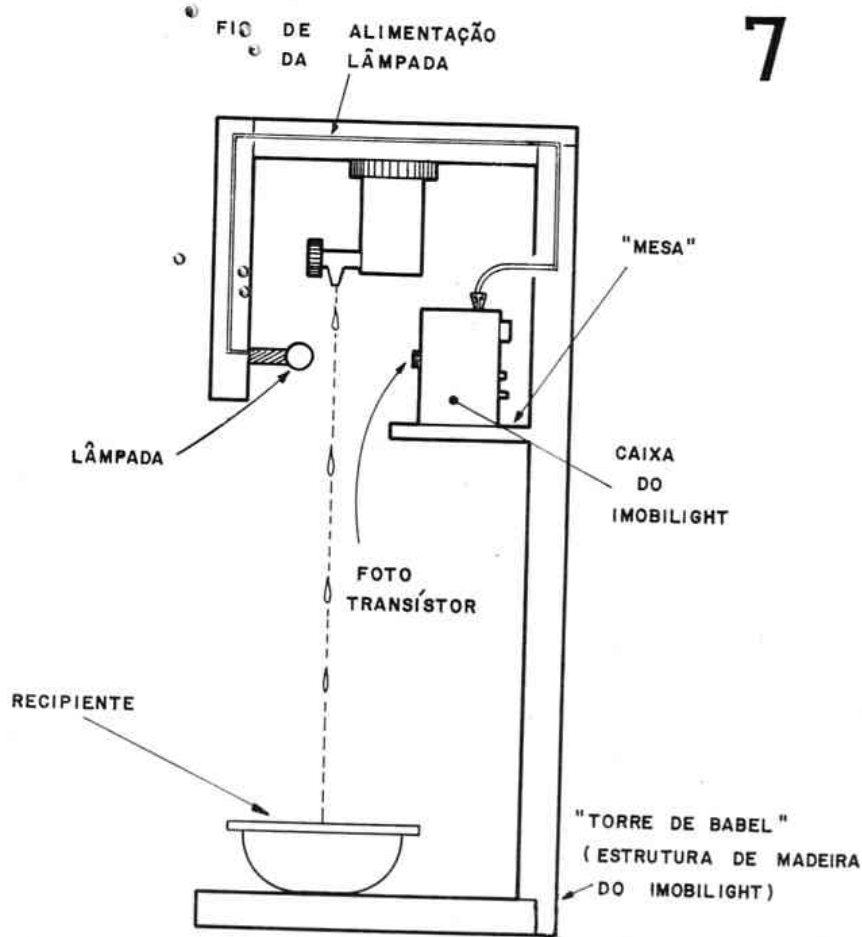 7
FIO DE ALIMENTAÇÃO
DA LÂMPADA
"MESA"
LÂMPADA
CAIXA
DO
IMOBILIGHT
FOTO
TRANSÍSTOR
RECIPIENTE
"TORRE DE BABEL"
(ESTRUTURA DE MADEIRA
DO IMOBILIGHT)